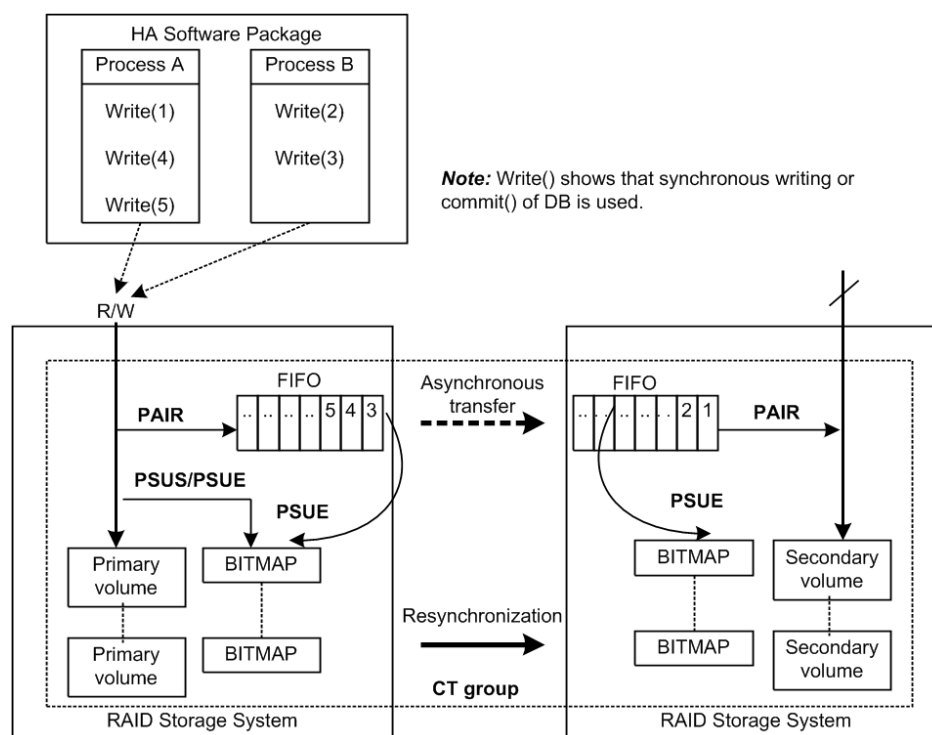 HA Software Package
Process A
Process B
Write(1)
Write(2)
Write(4)
Write(3)
Write(5)
Note: Write() shows that synchronous writing or
commit() of DB is used.
R/W
FIFO
.. .. .. .. 5 4 3
Asynchronous
transfer
FIFO
.. .. .. .. .. 2 1
PAIR
PAIR
PSUS/PSUE
PSUE
PSUE
Primary
volume
BITMAP
BITMAP
Secondary
volume
Resynchronization
Primary
volume
BITMAP
BITMAP
Secondary
volume
CT group
RAID Storage System
RAID Storage System